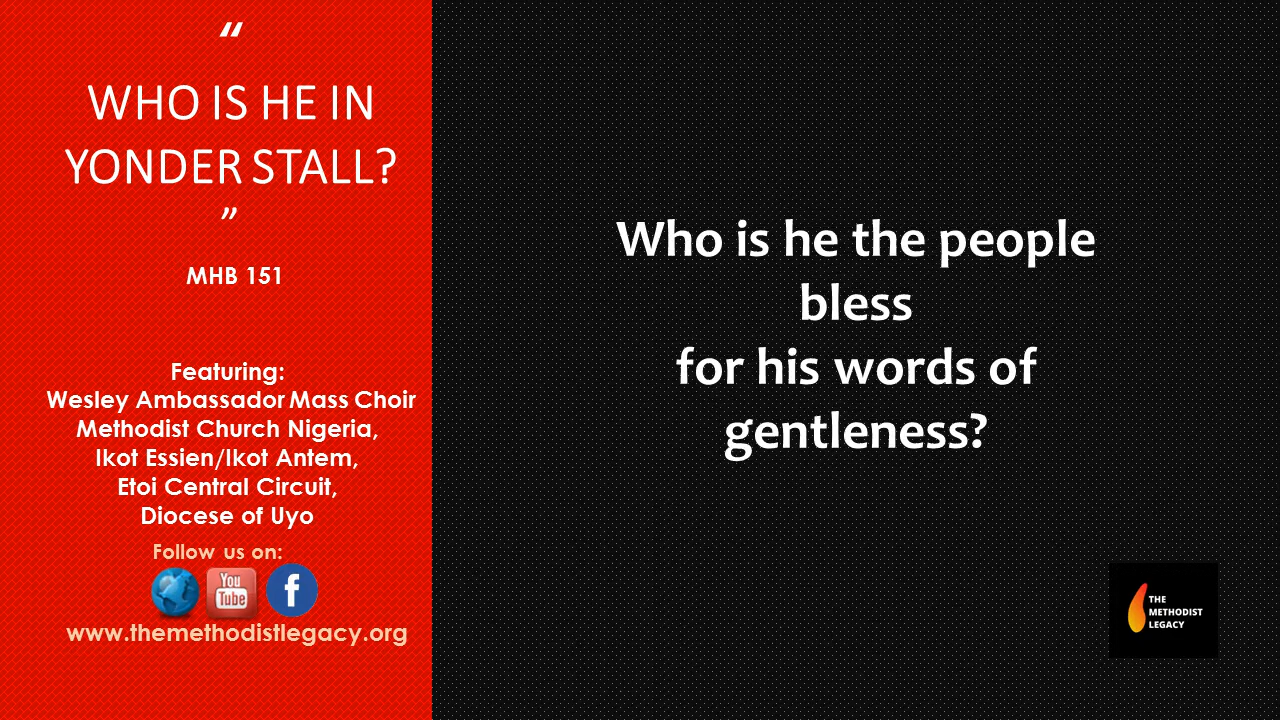 “
WHO IS HE IN
YONDER STALL?
”
MHB 151
Featuring:
Wesley Ambassador Mass Choir
Methodist Church Nigeria,
Ikot Essien/Ikot Antem,
Etoi Central Circuit,
Diocese of Uyo
Follow us on:
You
Tube
f
www.themethodistlegacy.org
Who is he the people
bless
for his words of
gentleness?
THE
METHODIST
LEGACY